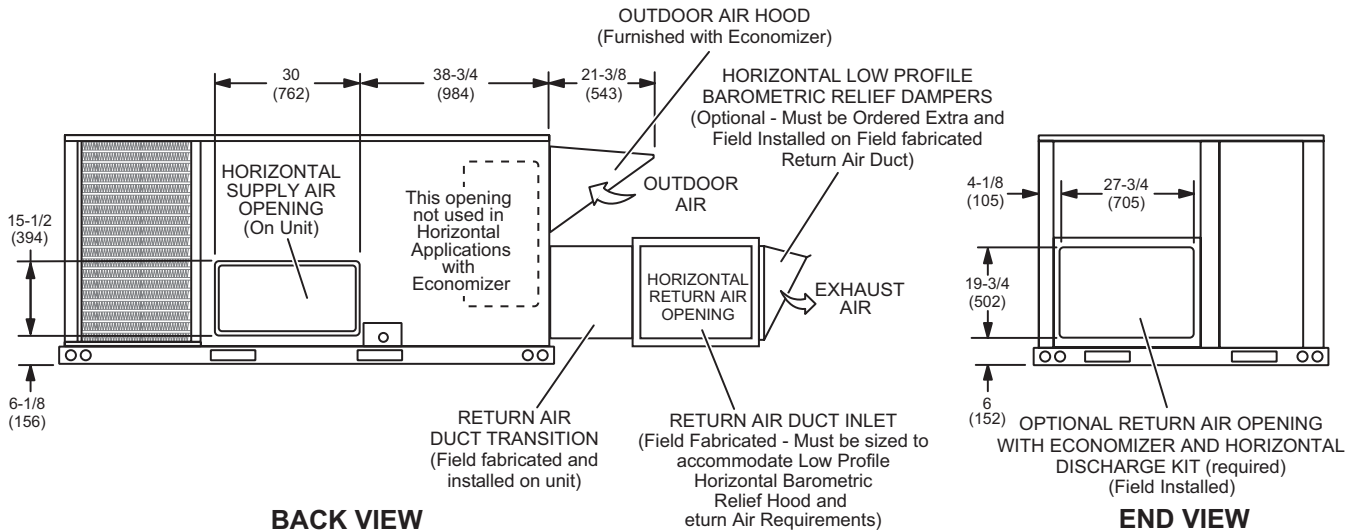 OUTDOOR AIR HOOD
(Furnished with Economizer)
30
(762)
38-3/4
(984)
21-3/8
(543)
HORIZONTAL LOW PROFILE
BAROMETRIC RELIEF DAMPERS
(Optional - Must be Ordered Extra and
Field Installed on Field fabricated
Return Air Duct)
HORIZONTAL
SUPPLY AIR
OPENING
(On Unit)
This opening
not used in
Horizontal
Applications
with
Economizer
OUTDOOR
AIR
15-1/2
(394)
HORIZONTAL
RETURN AIR
OPENING
EXHAUST
AIR
6-1/8
(156)
RETURN AIR
DUCT TRANSITION
(Field fabricated and
installed on unit)
RETURN AIR DUCT INLET
(Field Fabricated - Must be sized to
accommodate Low Profile
Horizontal Barometric
Relief Hood and
eturn Air Requirements)
BACK VIEW
4-1/8
(105)
27-3/4
(705)
19-3/4
(502)
6
(152)
OPTIONAL RETURN AIR OPENING
WITH ECONOMIZER AND HORIZONTAL
DISCHARGE KIT (required)
(Field Installed)
END VIEW